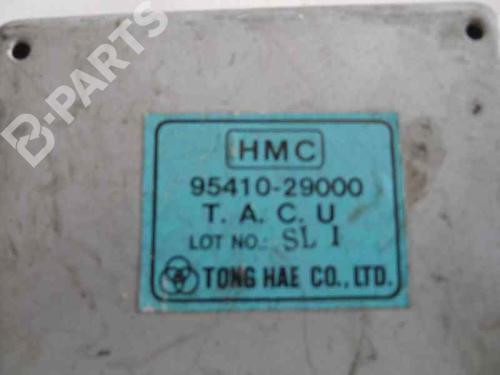 B-PARTS
HMC
95410-29000
T. A. C. U
LOT NO.: SL 1
TONG HAE CO., LTD.